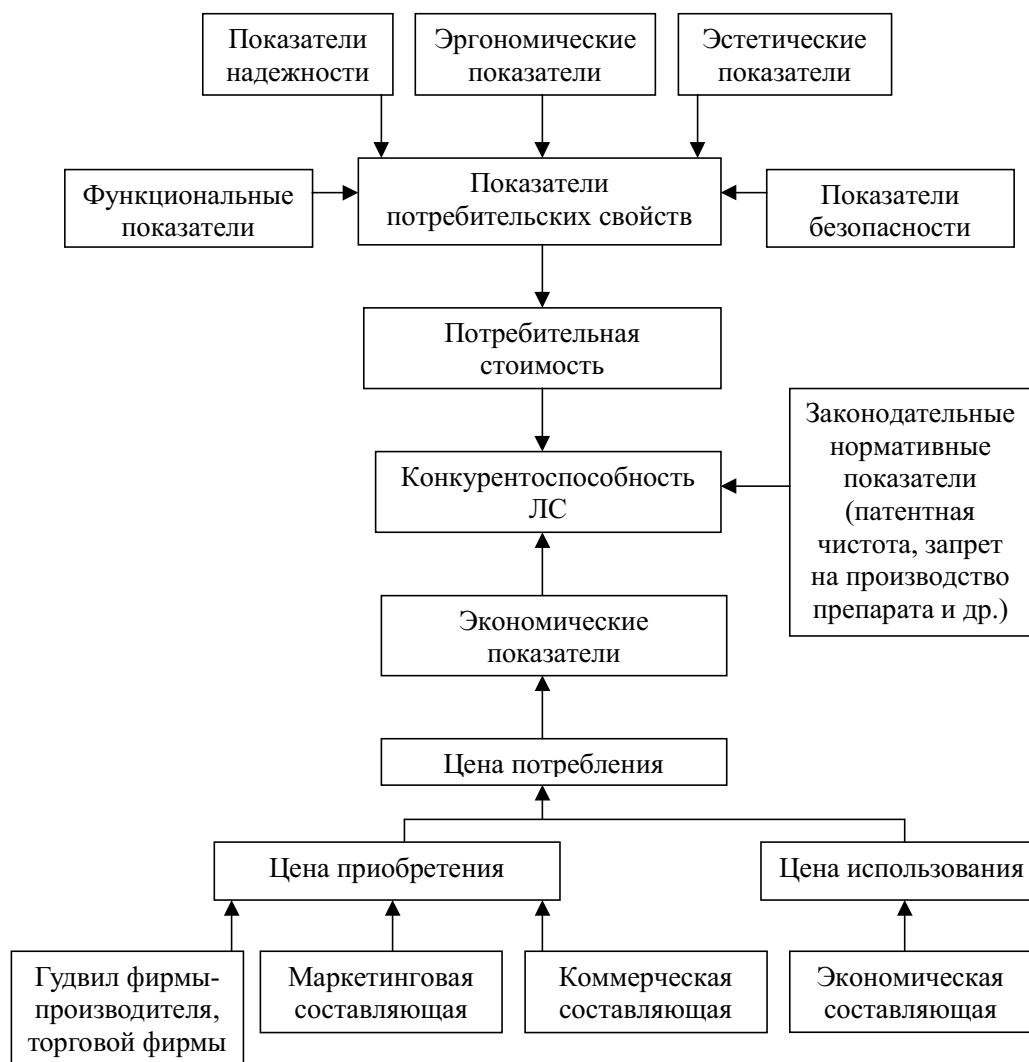 Показатели
надежности
Эргономические
показатели
Эстетические
показатели
Функциональные
показатели
Показатели
потребительских свойств
Показатели
безопасности
Потребительная
стоимость
Законодательные
нормативные
показатели
(патентная
чистота, запрет
на производство
препарата и др.)
Конкурентоспособность
ЛС
Экономические
показатели
Цена потребления
Цена приобретения
Цена использования
Гудвил фирмы-
производителя,
торговой фирмы
Маркетинговая
составляющая
Коммерческая
составляющая
Экономическая
составляющая